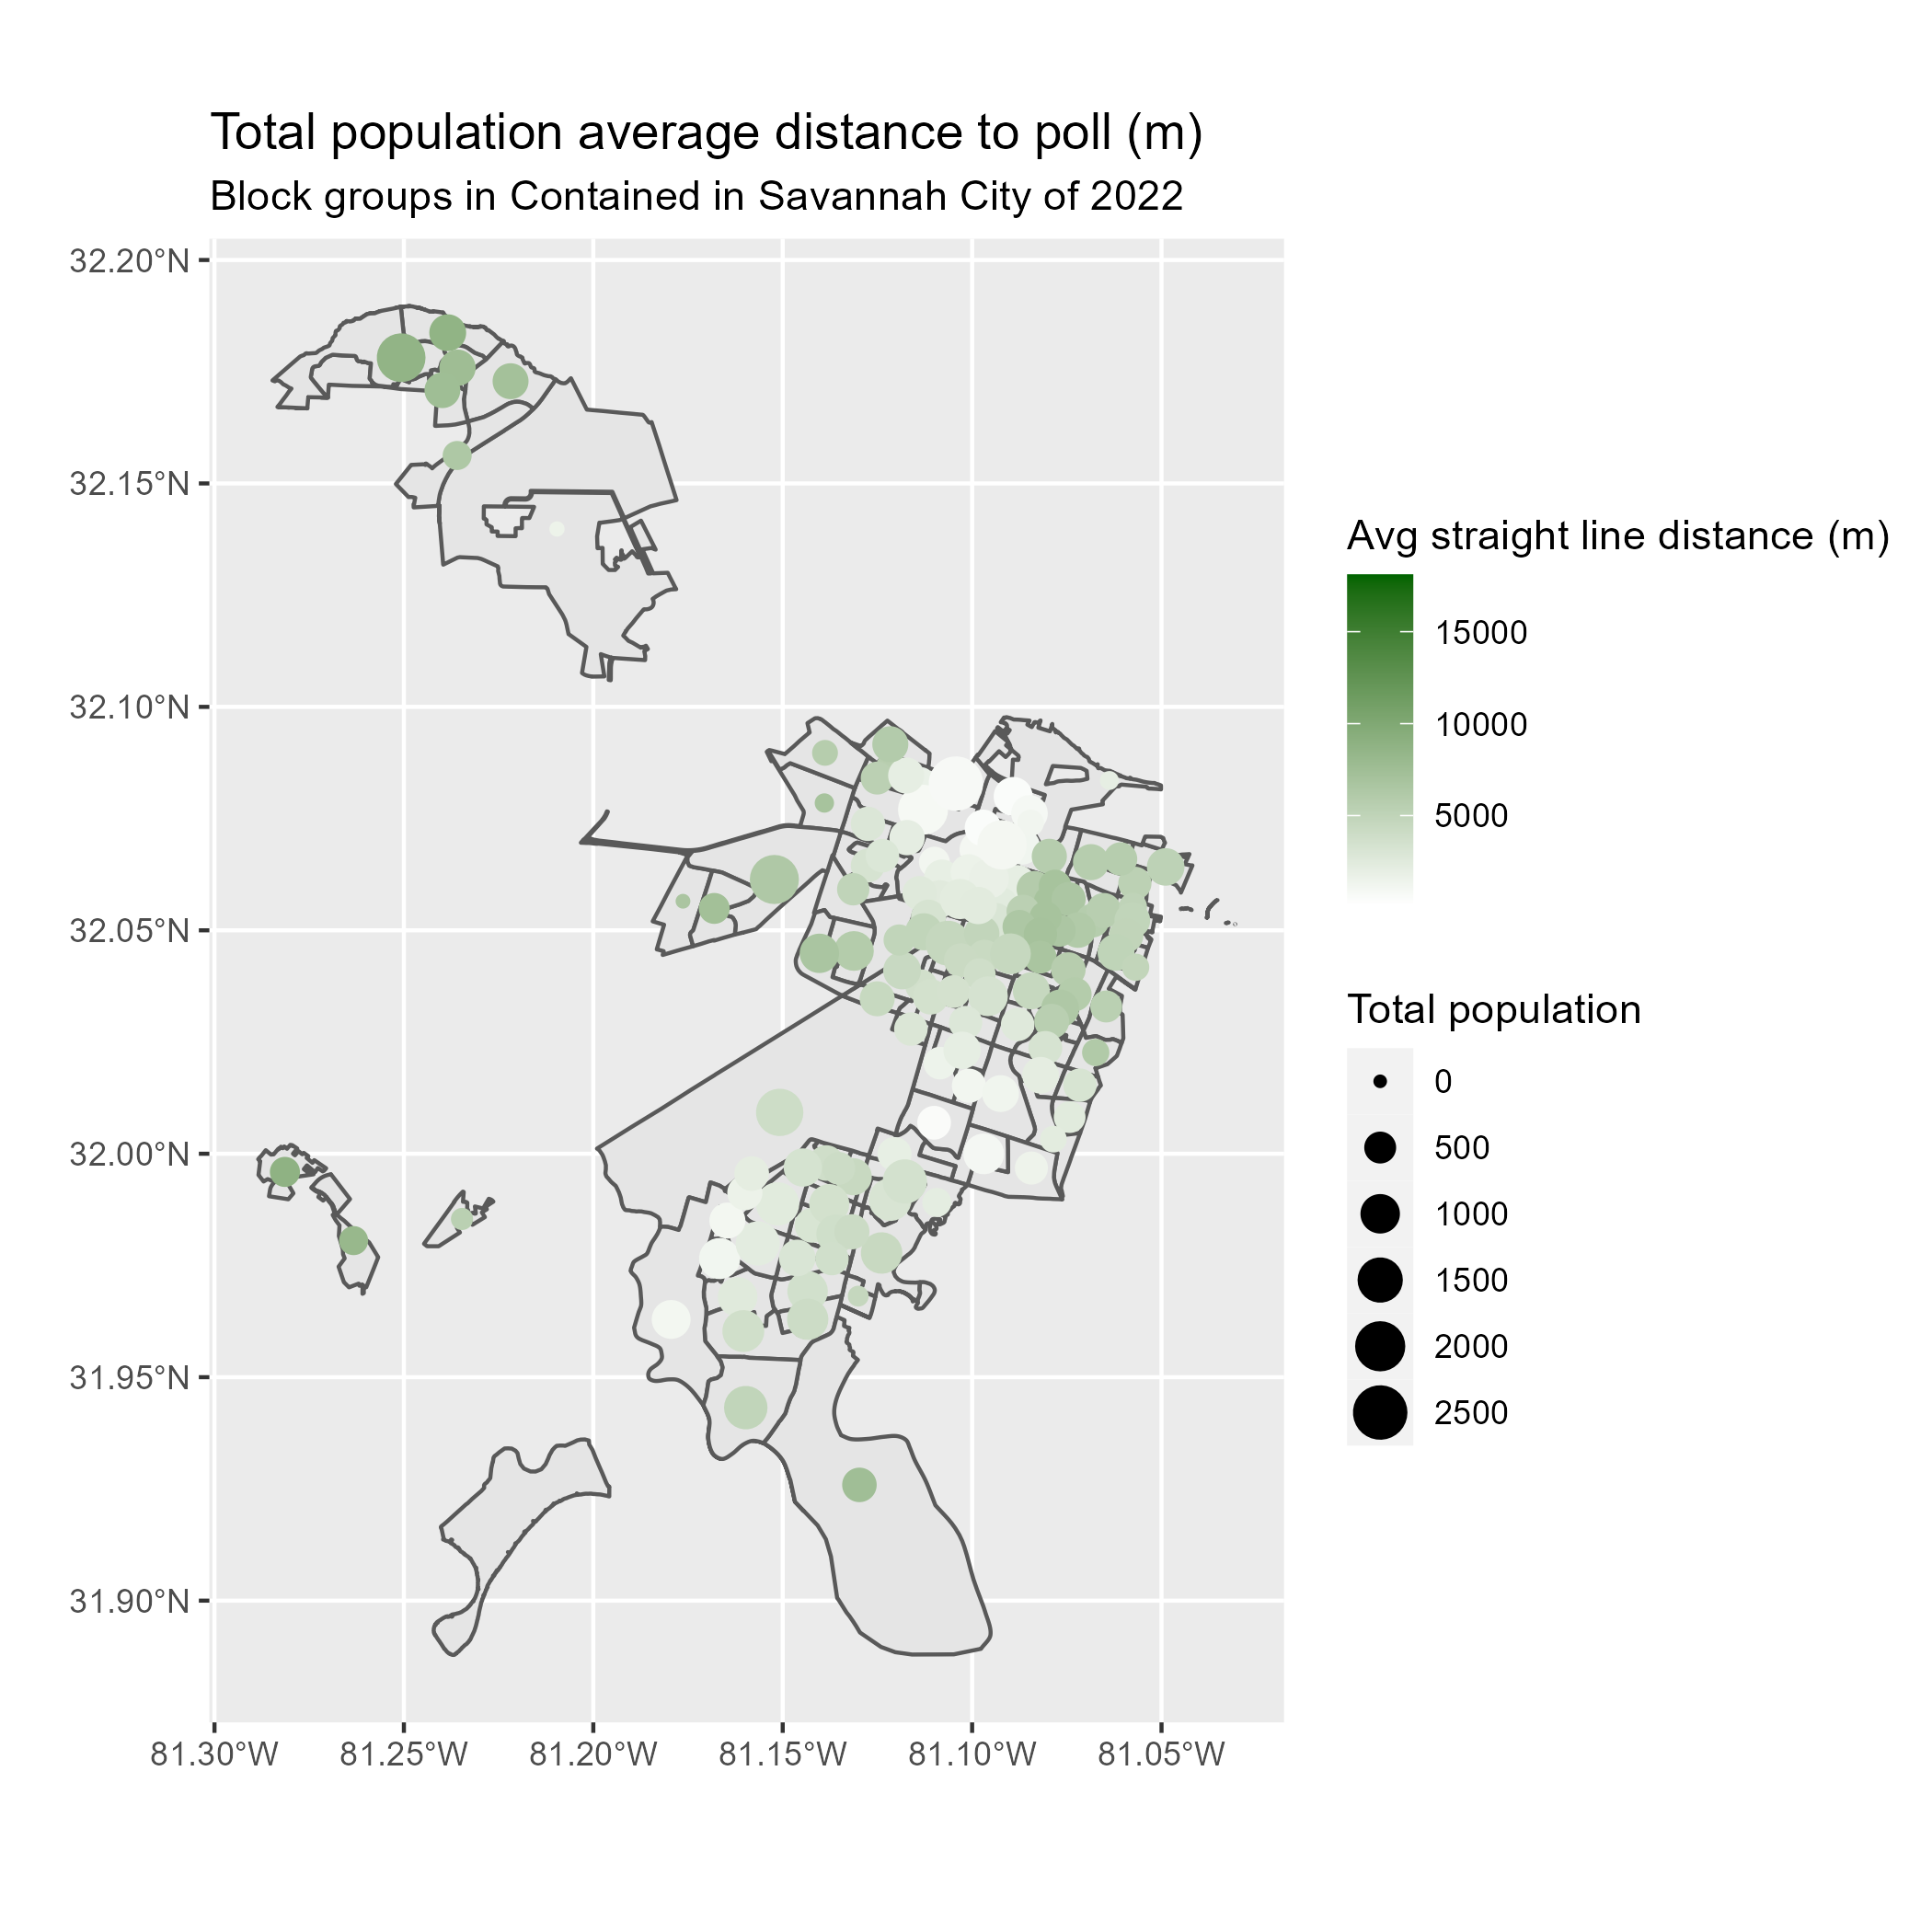 Total population average distance to poll (m)
Block groups in Contained in Savannah City of 2022
32.20°N
32.15°N
32.10°N
32.05°N
32.00°N
31.95°N
31.90°N
81.30°W
81.25°W
81.20°W
81.15°W
81.10°W
81.05°W
Avg straight line distance (m)
15000
10000
5000
Total population
0
500
1000
1500
2000
2500